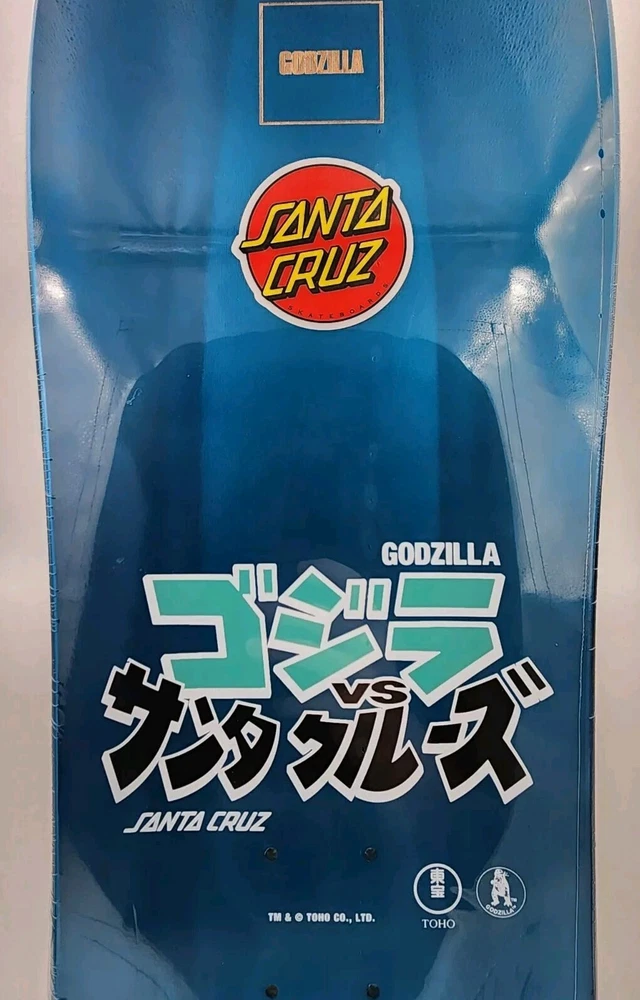 GODZILLA
SANTA
CRUZ
SKATEBOARDS
GODZILLA
ゴジラ
VS
サンタ クルーズ
SANTA CRUZ
東宝
TOHO
GODZILLA
TM & © TOHO CO., LTD.